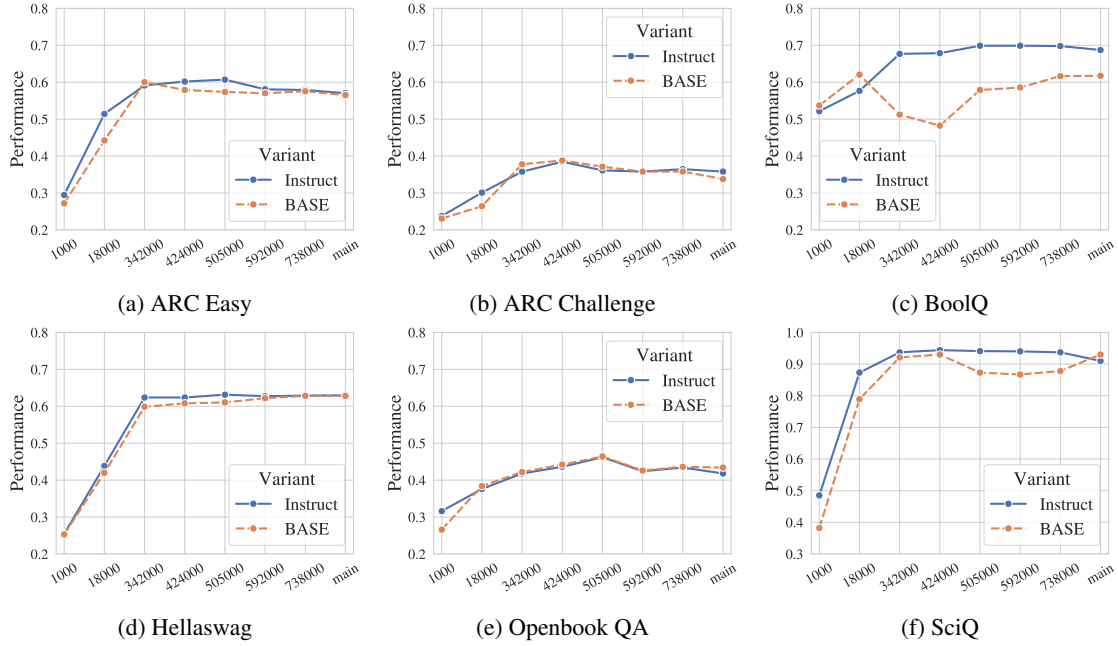 0.8
0.7
0.6
0.5
0.4
0.3
0.2
Performance
Variant
Instruct
BASE
1000
18000
342000
424000
505000
592000
738000
main
(a) ARC Easy
0.8
0.7
0.6
0.5
0.4
0.3
0.2
Performance
Variant
Instruct
BASE
1000
18000
342000
424000
505000
592000
738000
main
(b) ARC Challenge
0.8
0.7
0.6
0.5
0.4
0.3
0.2
Performance
Variant
Instruct
BASE
1000
18000
342000
424000
505000
592000
738000
main
(c) BoolQ
0.8
0.7
0.6
0.5
0.4
0.3
0.2
Performance
Variant
Instruct
BASE
1000
18000
342000
424000
505000
592000
738000
main
(d) Hellaswag
0.8
0.7
0.6
0.5
0.4
0.3
0.2
Performance
Variant
Instruct
BASE
1000
18000
342000
424000
505000
592000
738000
main
(e) Openbook QA
1.0
0.9
0.8
0.7
0.6
0.5
0.4
0.3
Performance
Variant
Instruct
BASE
1000
18000
342000
424000
505000
592000
738000
main
(f) SciQ